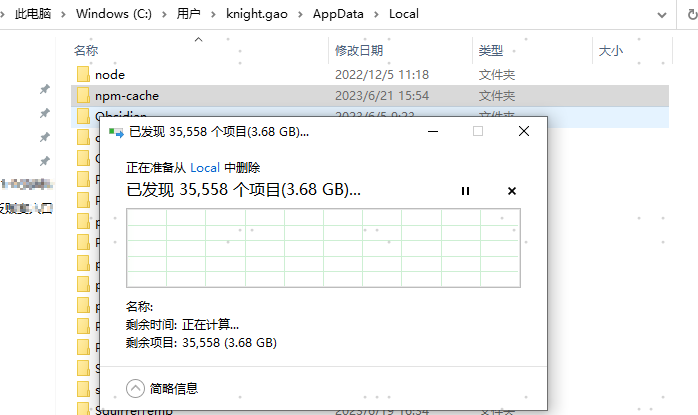 此电脑 › Windows (C:) › 用户 › knight.gao › AppData › Local
名称 修改日期 类型 大小
node 2022/12/5 11:18 文件夹
npm-cache 2023/6/21 15:54 文件夹
Obsidian 2023/6/5 9:23 文件夹
已发现 35,558 个项目(3.68 GB)...
正在准备从 Local 中删除
已发现 35,558 个项目(3.68 GB)...
名称:
剩余时间: 正在计算...
剩余项目: 35,558 (3.68 GB)
简略信息
SquirrelTemp 2023/6/19 16:34 文件夹